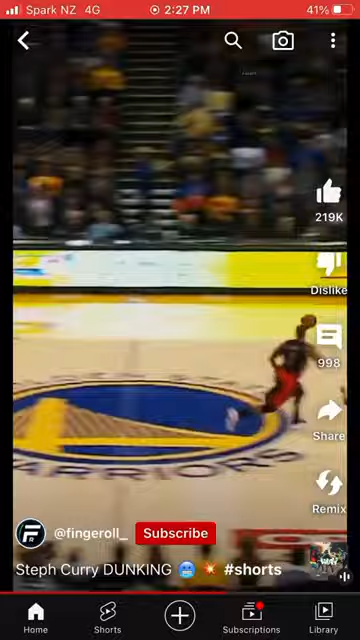 Spark NZ 4G
2:27 PM
41%
219K
Dislike
998
Share
Remix
WARRIORS
@fingeroll_
Subscribe
Steph Curry DUNKING 🥶 💥 #shorts
Home
Shorts
Subscriptions
Library